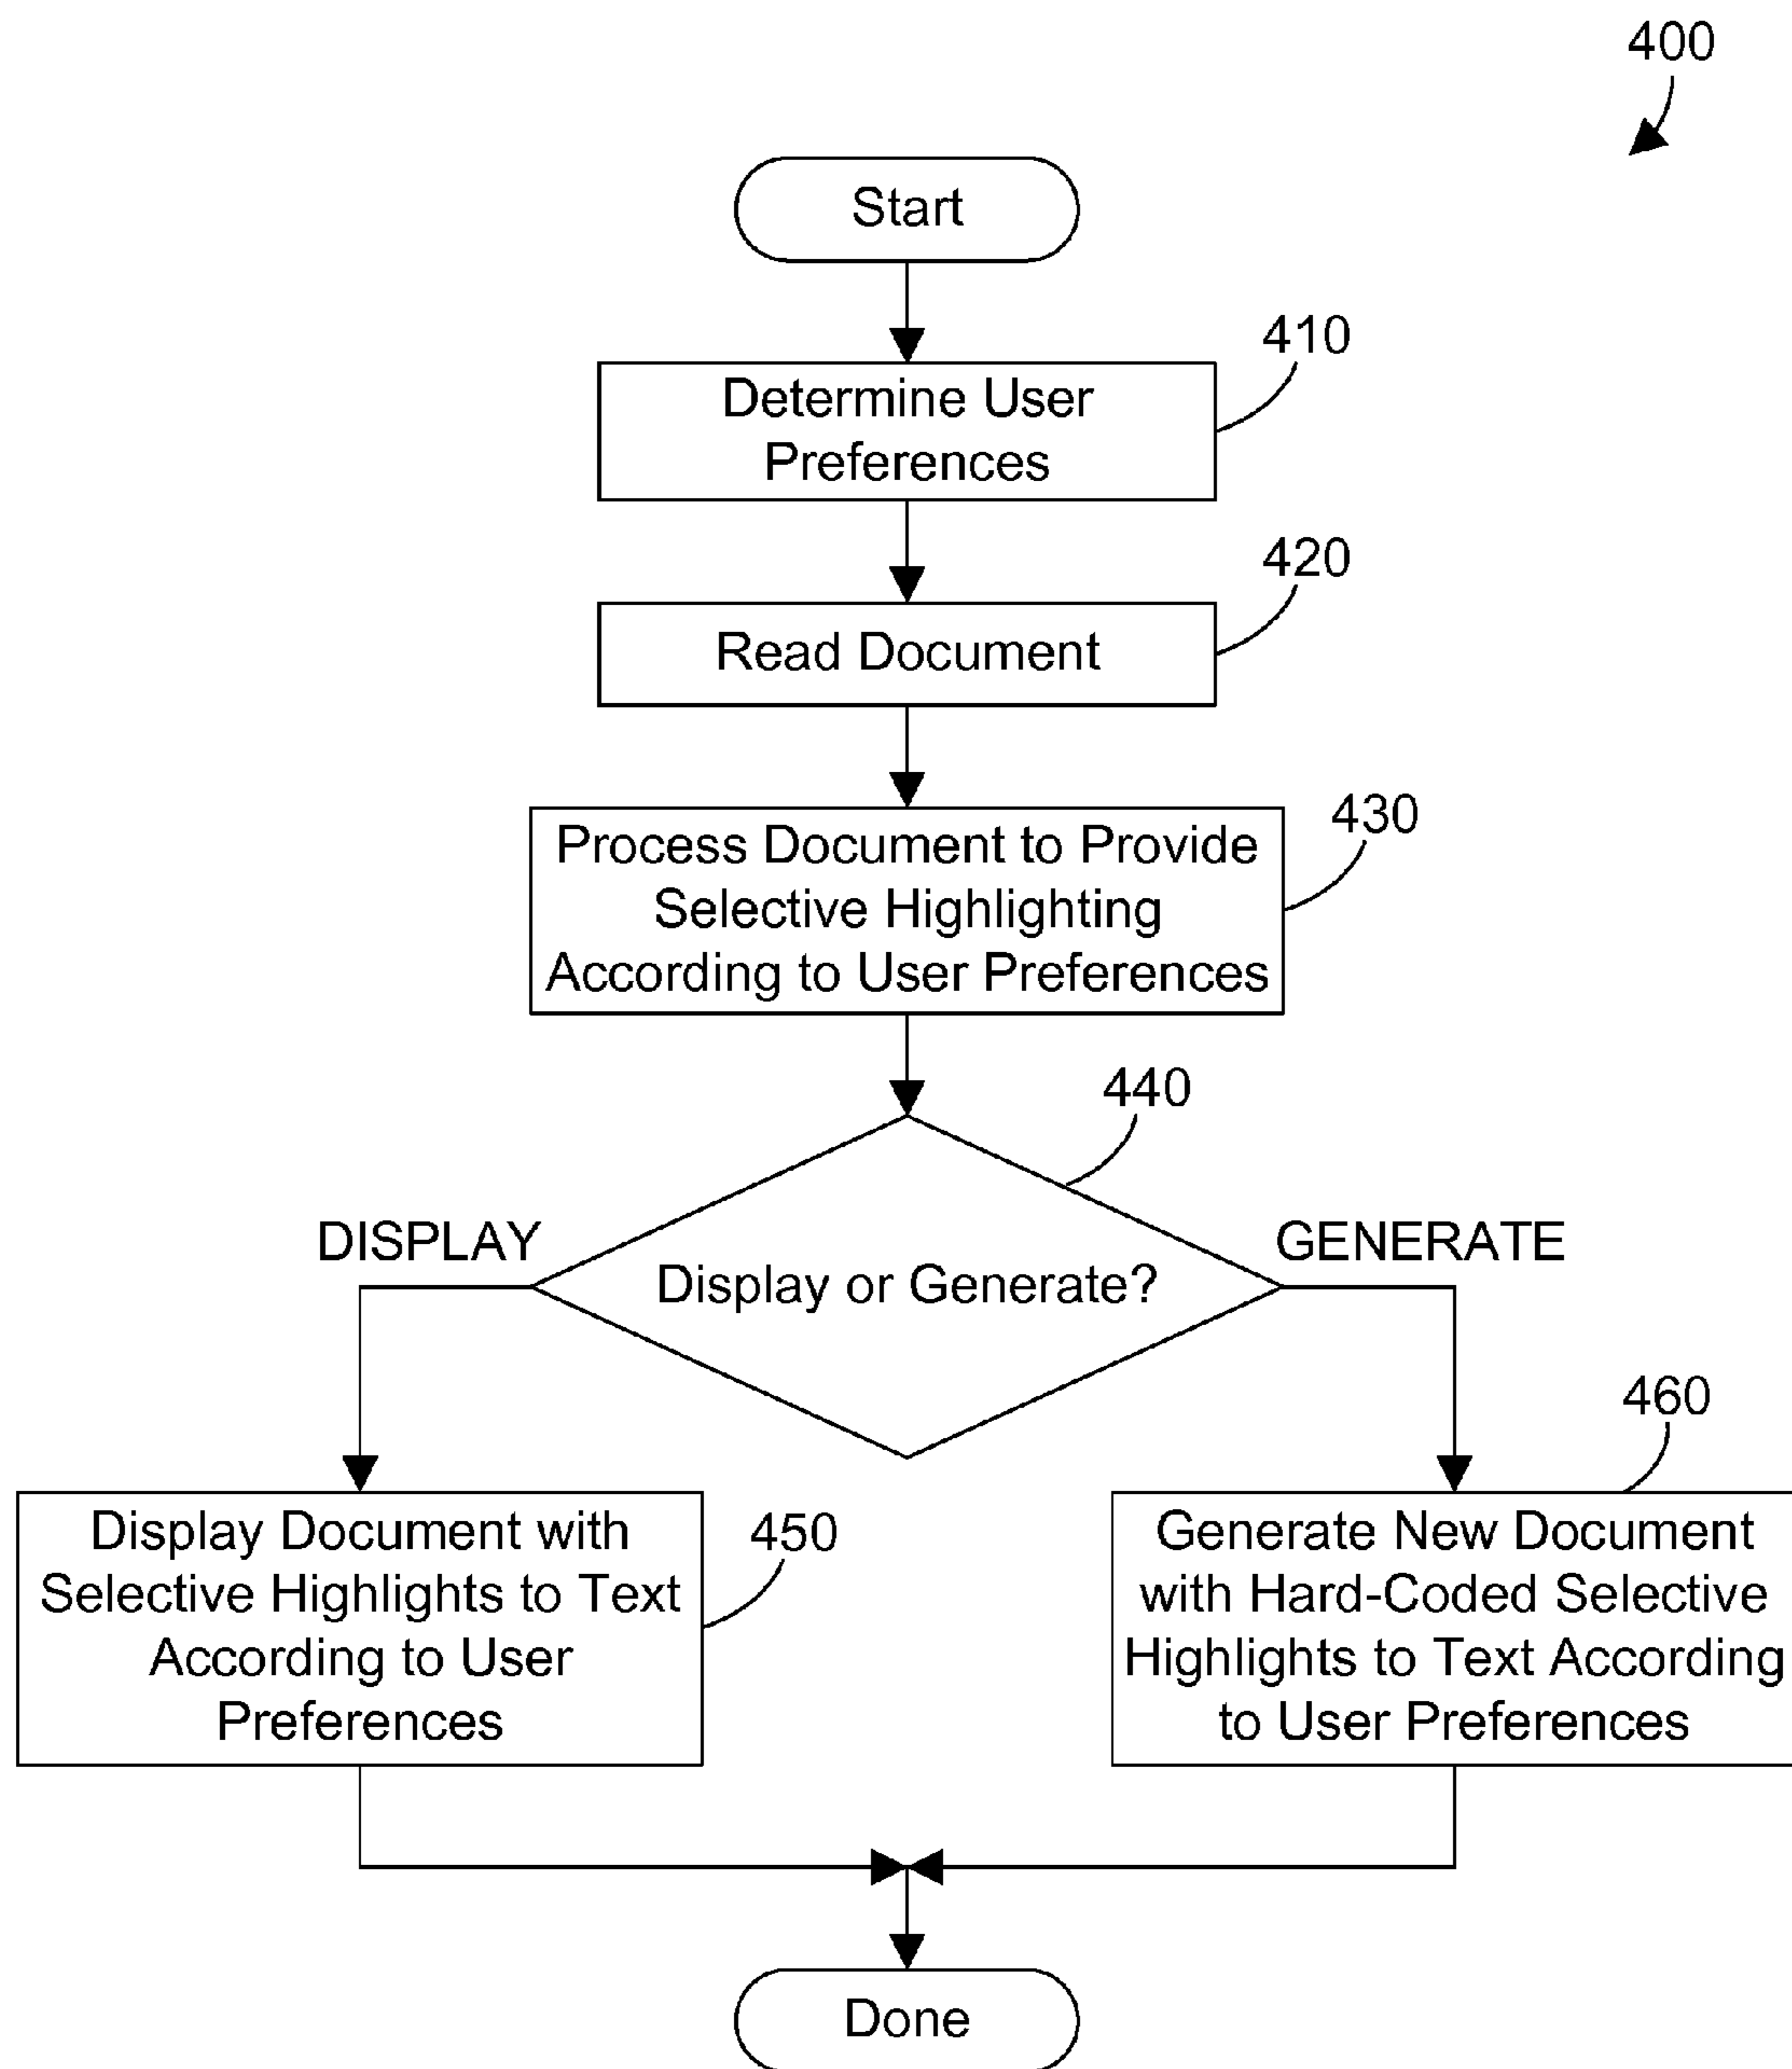 400
Start
410
Determine User
Preferences
420
Read Document
430
Process Document to Provide
Selective Highlighting
According to User Preferences
440
DISPLAY
Display or Generate?
GENERATE
450
Display Document with
Selective Highlights to Text
According to User
Preferences
460
Generate New Document
with Hard-Coded Selective
Highlights to Text According
to User Preferences
Done